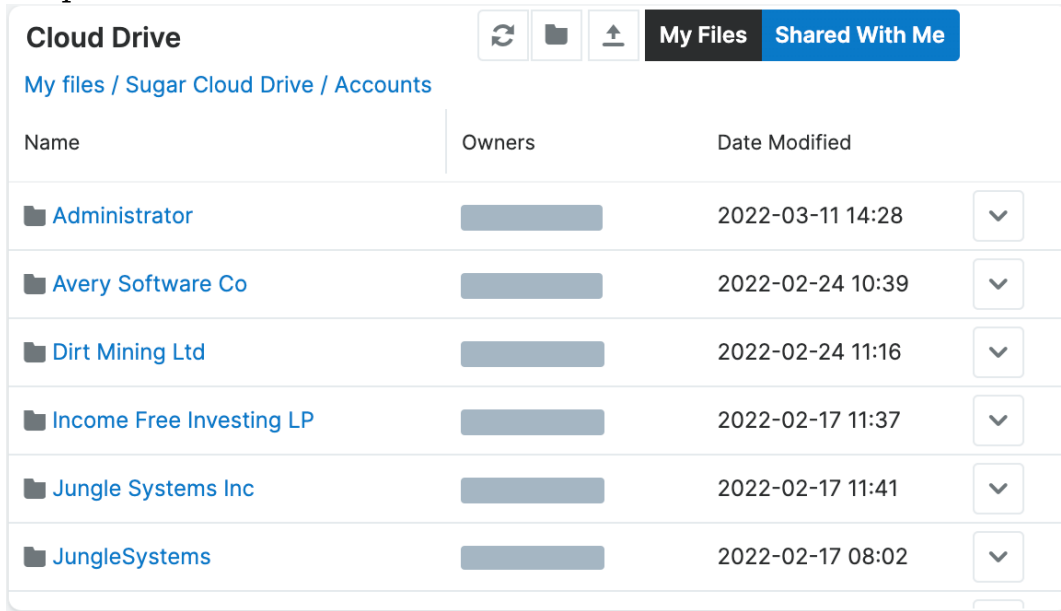 Cloud Drive My Files Shared With Me
My files / Sugar Cloud Drive / Accounts
Name Owners Date Modified
Administrator 2022-03-11 14:28
Avery Software Co 2022-02-24 10:39
Dirt Mining Ltd 2022-02-24 11:16
Income Free Investing LP 2022-02-17 11:37
Jungle Systems Inc 2022-02-17 11:41
JungleSystems 2022-02-17 08:02